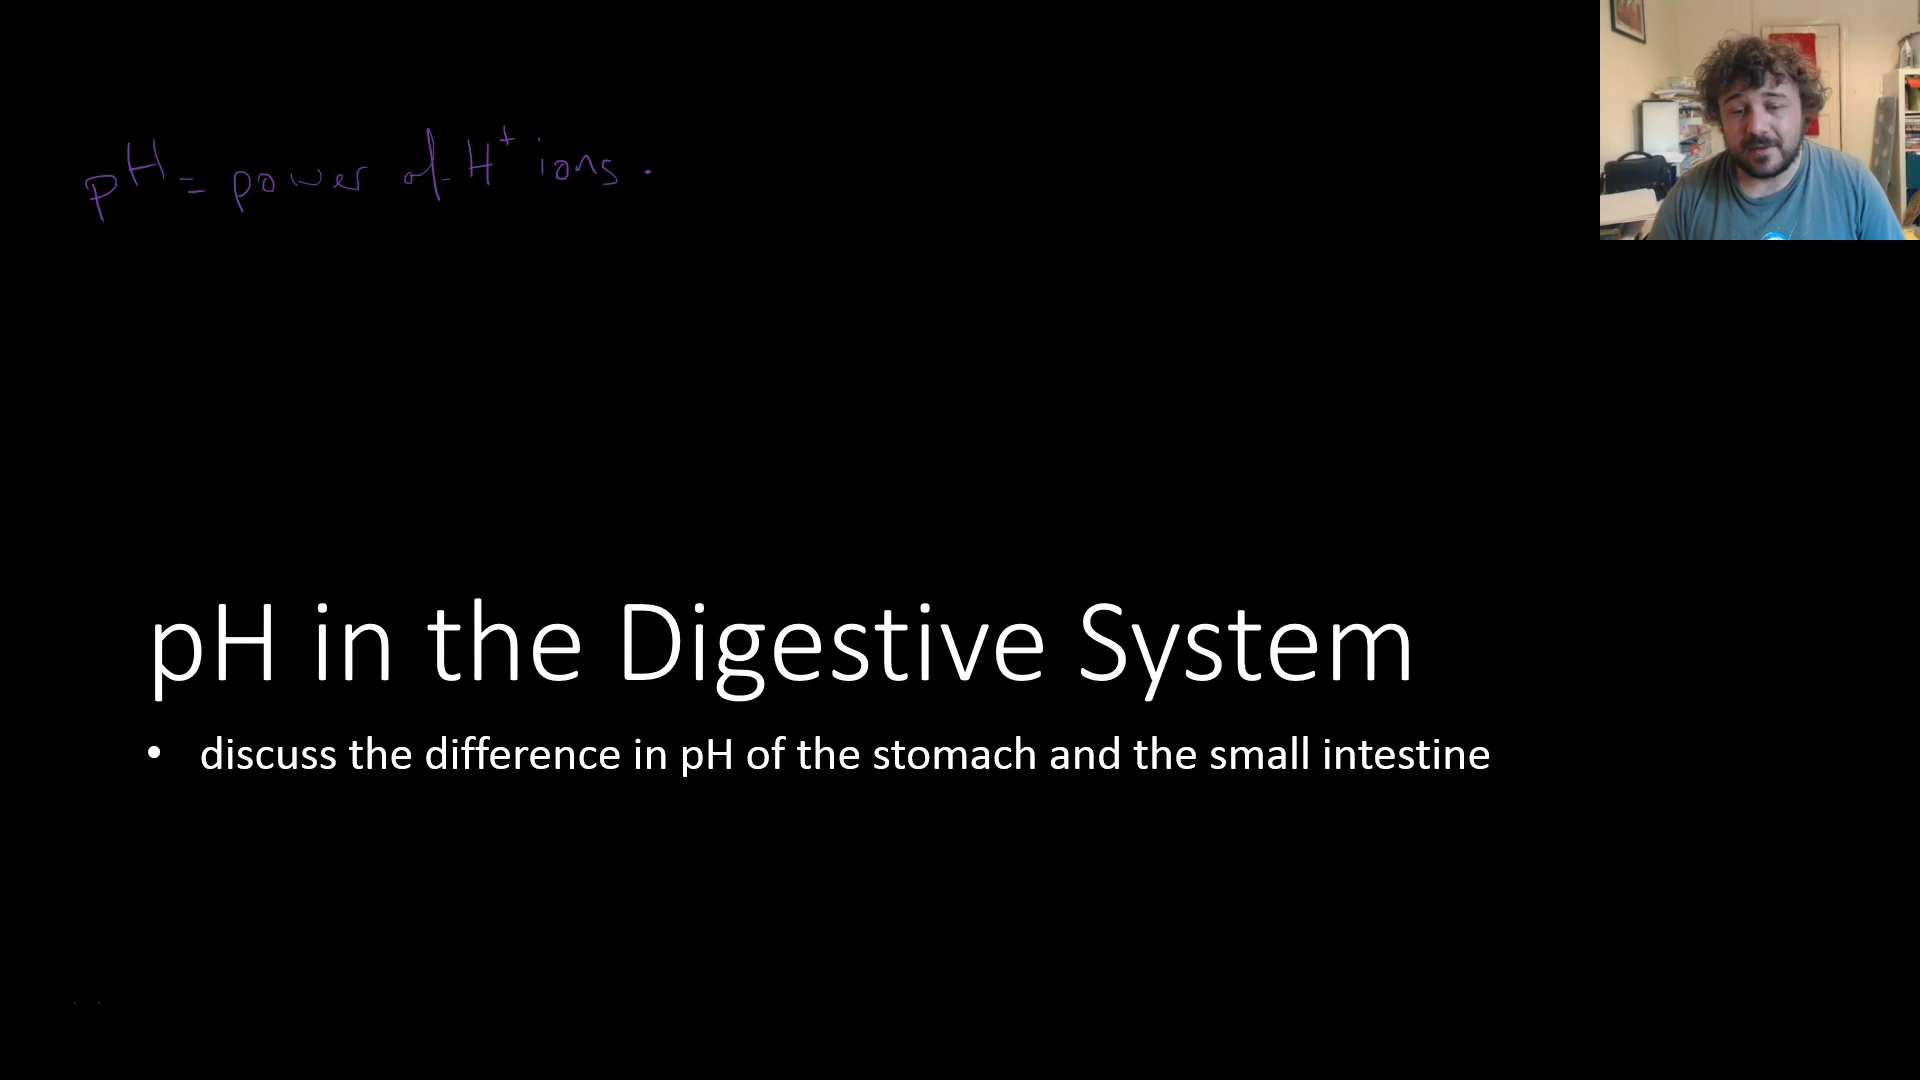 pH = power of H⁺ ions.
pH in the Digestive System
• discuss the difference in pH of the stomach and the small intestine